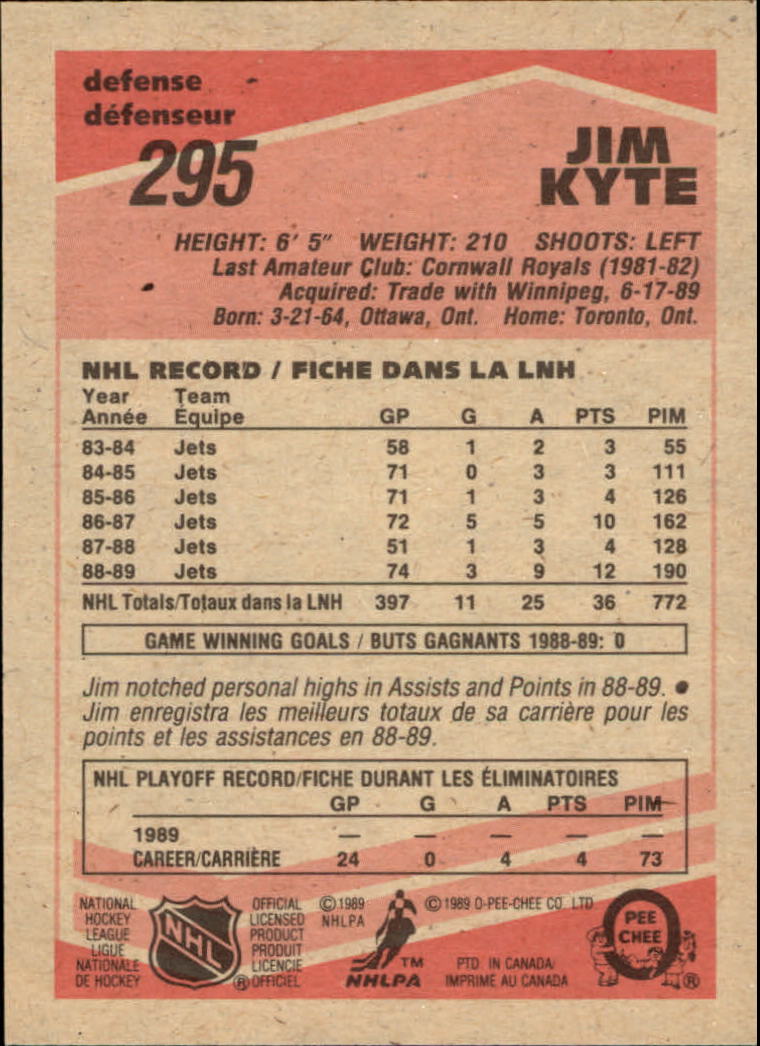 defense
défenseur
295
JIM
KYTE
HEIGHT: 6' 5" WEIGHT: 210 SHOOTS: LEFT
Last Amateur Club: Cornwall Royals (1981-82)
Acquired: Trade with Winnipeg, 6-17-89
Born: 3-21-64, Ottawa, Ont. Home: Toronto, Ont.
NHL RECORD / FICHE DANS LA LNH
Year Team
Année Équipe GP G A PTS PIM
83-84 Jets 58 1 2 3 55
84-85 Jets 71 0 3 3 111
85-86 Jets 71 1 3 4 126
86-87 Jets 72 5 5 10 162
87-88 Jets 51 1 3 4 128
88-89 Jets 74 3 9 12 190
NHL Totals/Totaux dans la LNH 397 11 25 36 772
GAME WINNING GOALS / BUTS GAGNANTS 1988-89: 0
Jim notched personal highs in Assists and Points in 88-89. •
Jim enregistra les meilleurs totaux de sa carrière pour les
points et les assistances en 88-89.
NHL PLAYOFF RECORD/FICHE DURANT LES ÉLIMINATOIRES
GP G A PTS PIM
1989 — — — — —
CAREER/CARRIÈRE 24 0 4 4 73
NATIONAL
HOCKEY
LEAGUE
LIGUE
NATIONALE
DE HOCKEY
NHL
®
OFFICIAL
LICENSED
PRODUCT
PRODUIT
LICENCIE
OFFICIEL
© 1989
NHLPA
TM
NHLPA
© 1989 O-PEE-CHEE CO. LTD
PTD. IN CANADA/
IMPRIME AU CANADA
O
PEE
CHEE
®